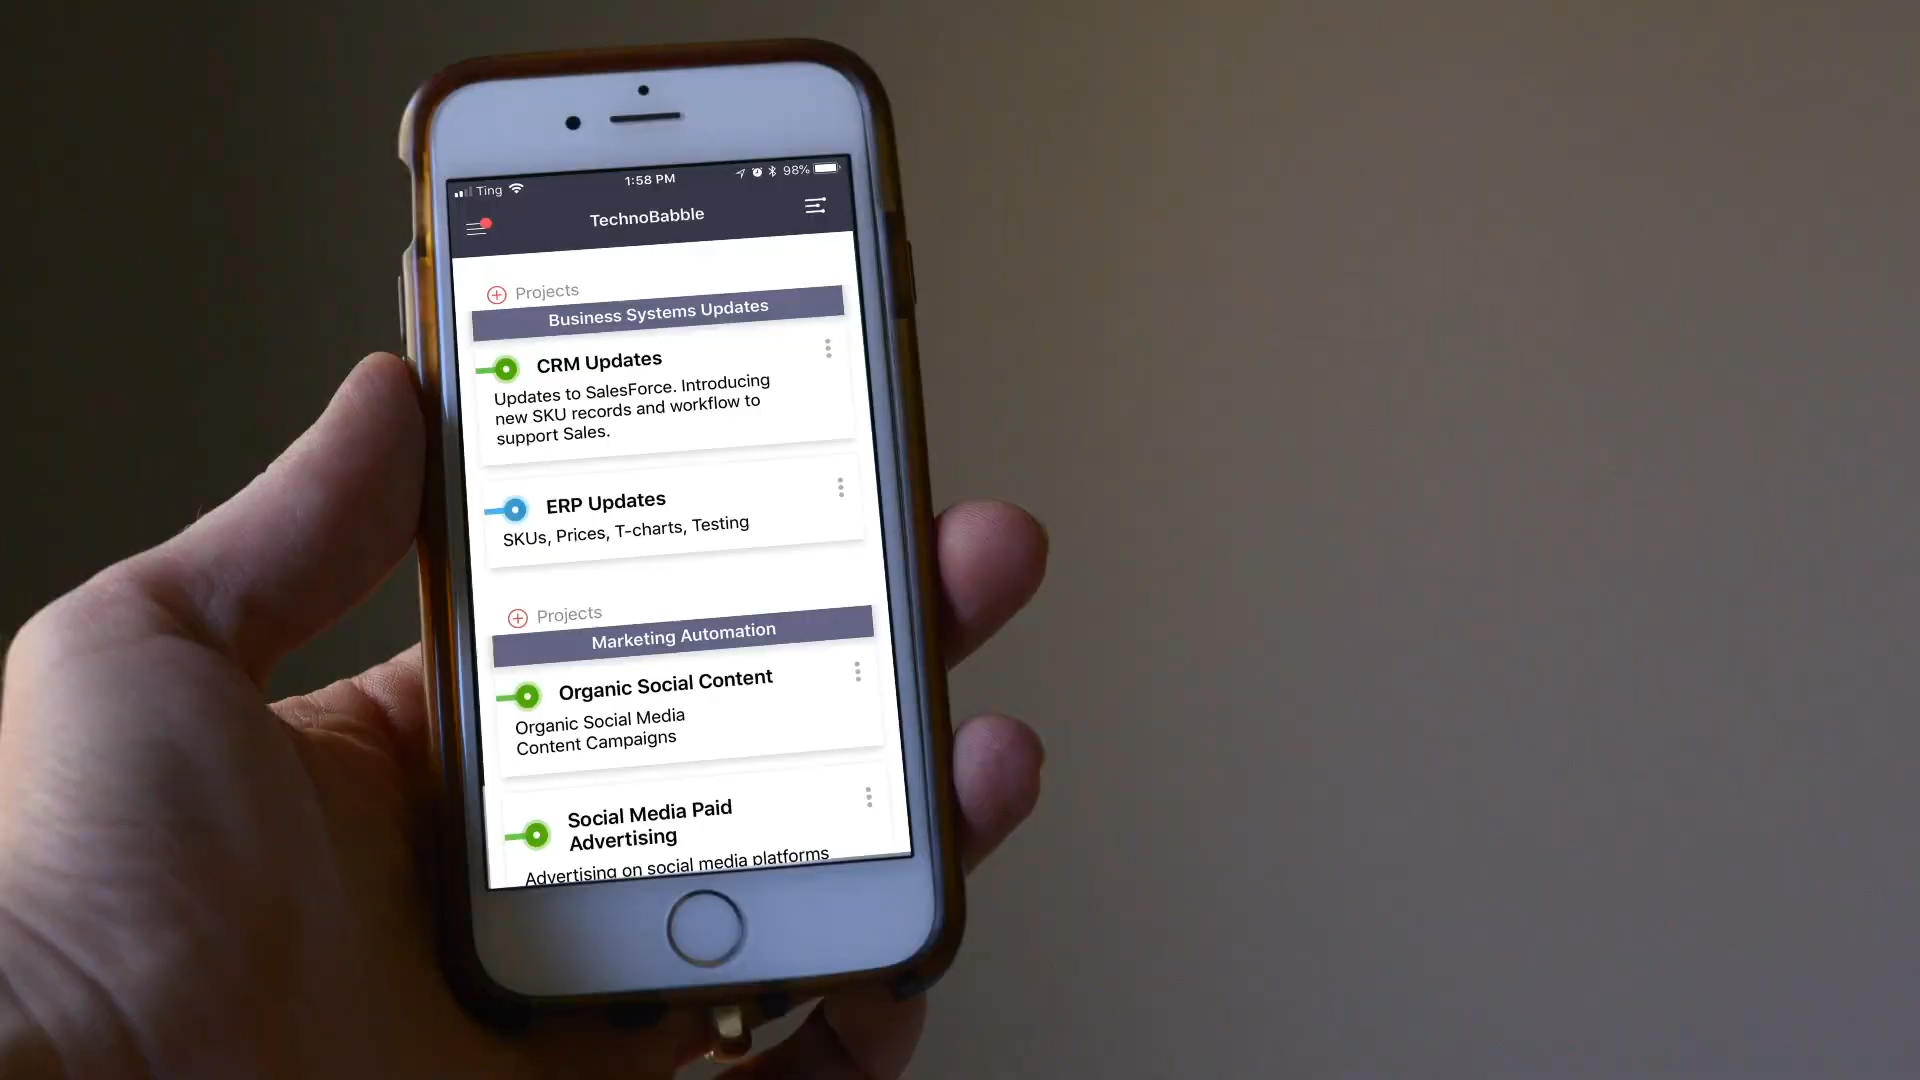 Ting 1:58 PM 98%
TechnoBabble
Projects
Business Systems Updates
CRM Updates
Updates to SalesForce. Introducing
new SKU records and workflow to
support Sales.
ERP Updates
SKUs, Prices, T-charts, Testing
Projects
Marketing Automation
Organic Social Content
Organic Social Media
Content Campaigns
Social Media Paid
Advertising
Advertising on social media platforms